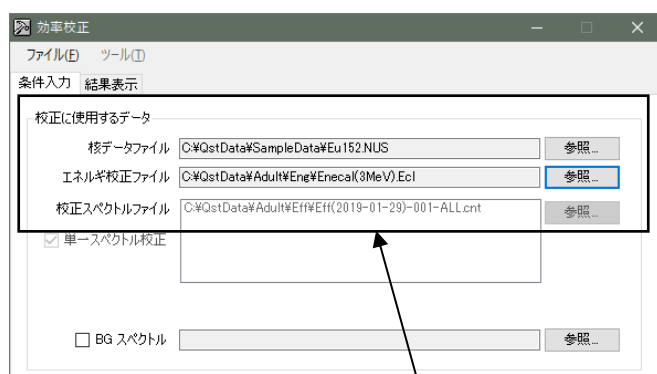 効率校正
ファイル(F) ツール(T)
条件入力 結果表示
校正に使用するデータ
核データファイル C:¥QstData¥SampleData¥Eu152.NUS 参照...
エネルギ校正ファイル C:¥QstData¥Adult¥Eng¥Enecal(3MeV).Ecl 参照...
校正スペクトルファイル C:¥QstData¥Adult¥Eff¥Eff(2019-01-29)-001-ALL.cnt 参照...
単一スペクトル校正
BG スペクトル 参照...